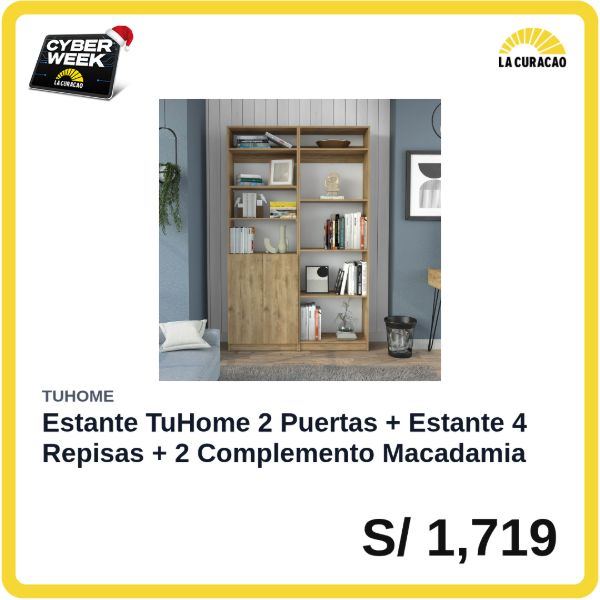 CYBER
WEEK
LA CURACAO
LA CURACAO
TUHOME
Estante TuHome 2 Puertas + Estante 4
Repisas + 2 Complemento Macadamia
S/ 1,719